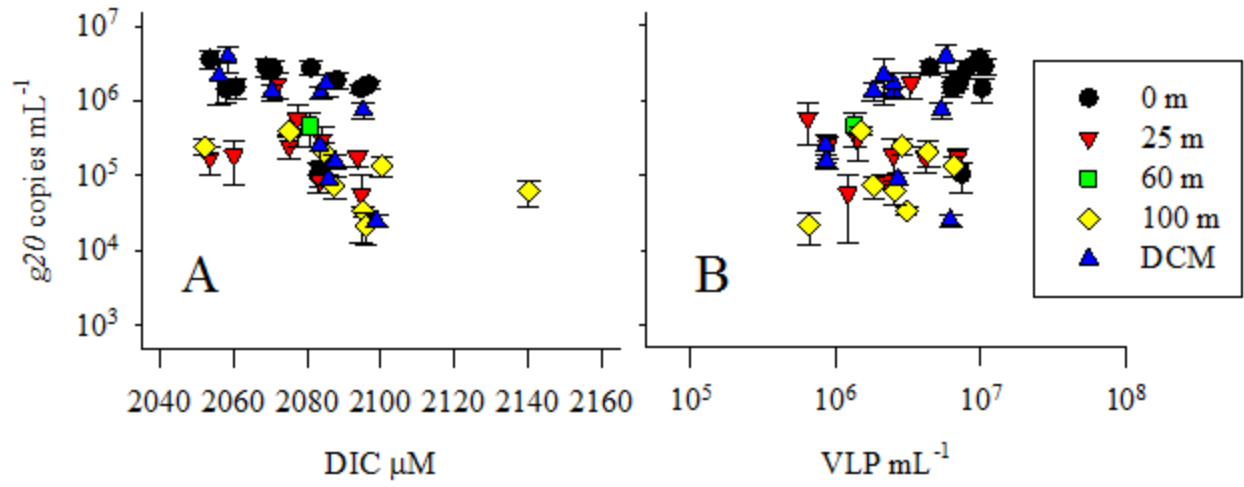 10⁷
10⁶
10⁵
10⁴
10³
g20 copies mL⁻¹
A
2040 2060 2080 2100 2120 2140 2160
DIC μM
B
10⁵ 10⁶ 10⁷ 10⁸
VLP mL⁻¹
0 m
25 m
60 m
100 m
DCM